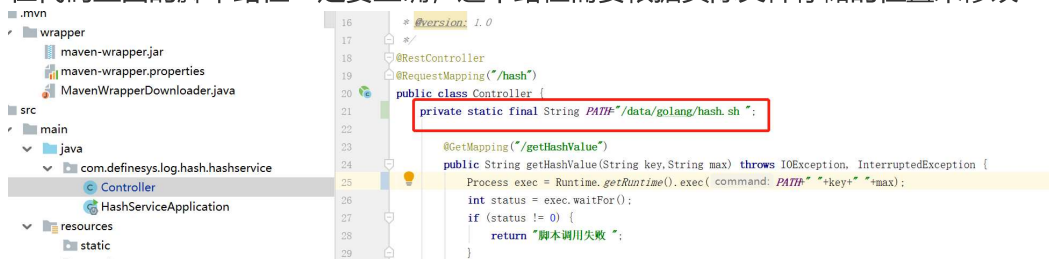 .mvn
wrapper
maven-wrapper.jar
maven-wrapper.properties
MavenWrapperDownloader.java
src
main
java
com.definesys.log.hash.hashservice
Controller
HashServiceApplication
resources
static
16 * @version: 1.0
17 */
18 @RestController
19 @RequestMapping("/hash")
20 public class Controller {
21 private static final String PATH="/data/golang/hash.sh ";
22
23 @GetMapping("/getHashValue")
24 public String getHashValue(String key,String max) throws IOException, InterruptedException {
25 Process exec = Runtime.getRuntime().exec( command: PATH+" "+key+" "+max);
26 int status = exec.waitFor();
27 if (status != 0) {
28 return "脚本调用失败 ";
29 }